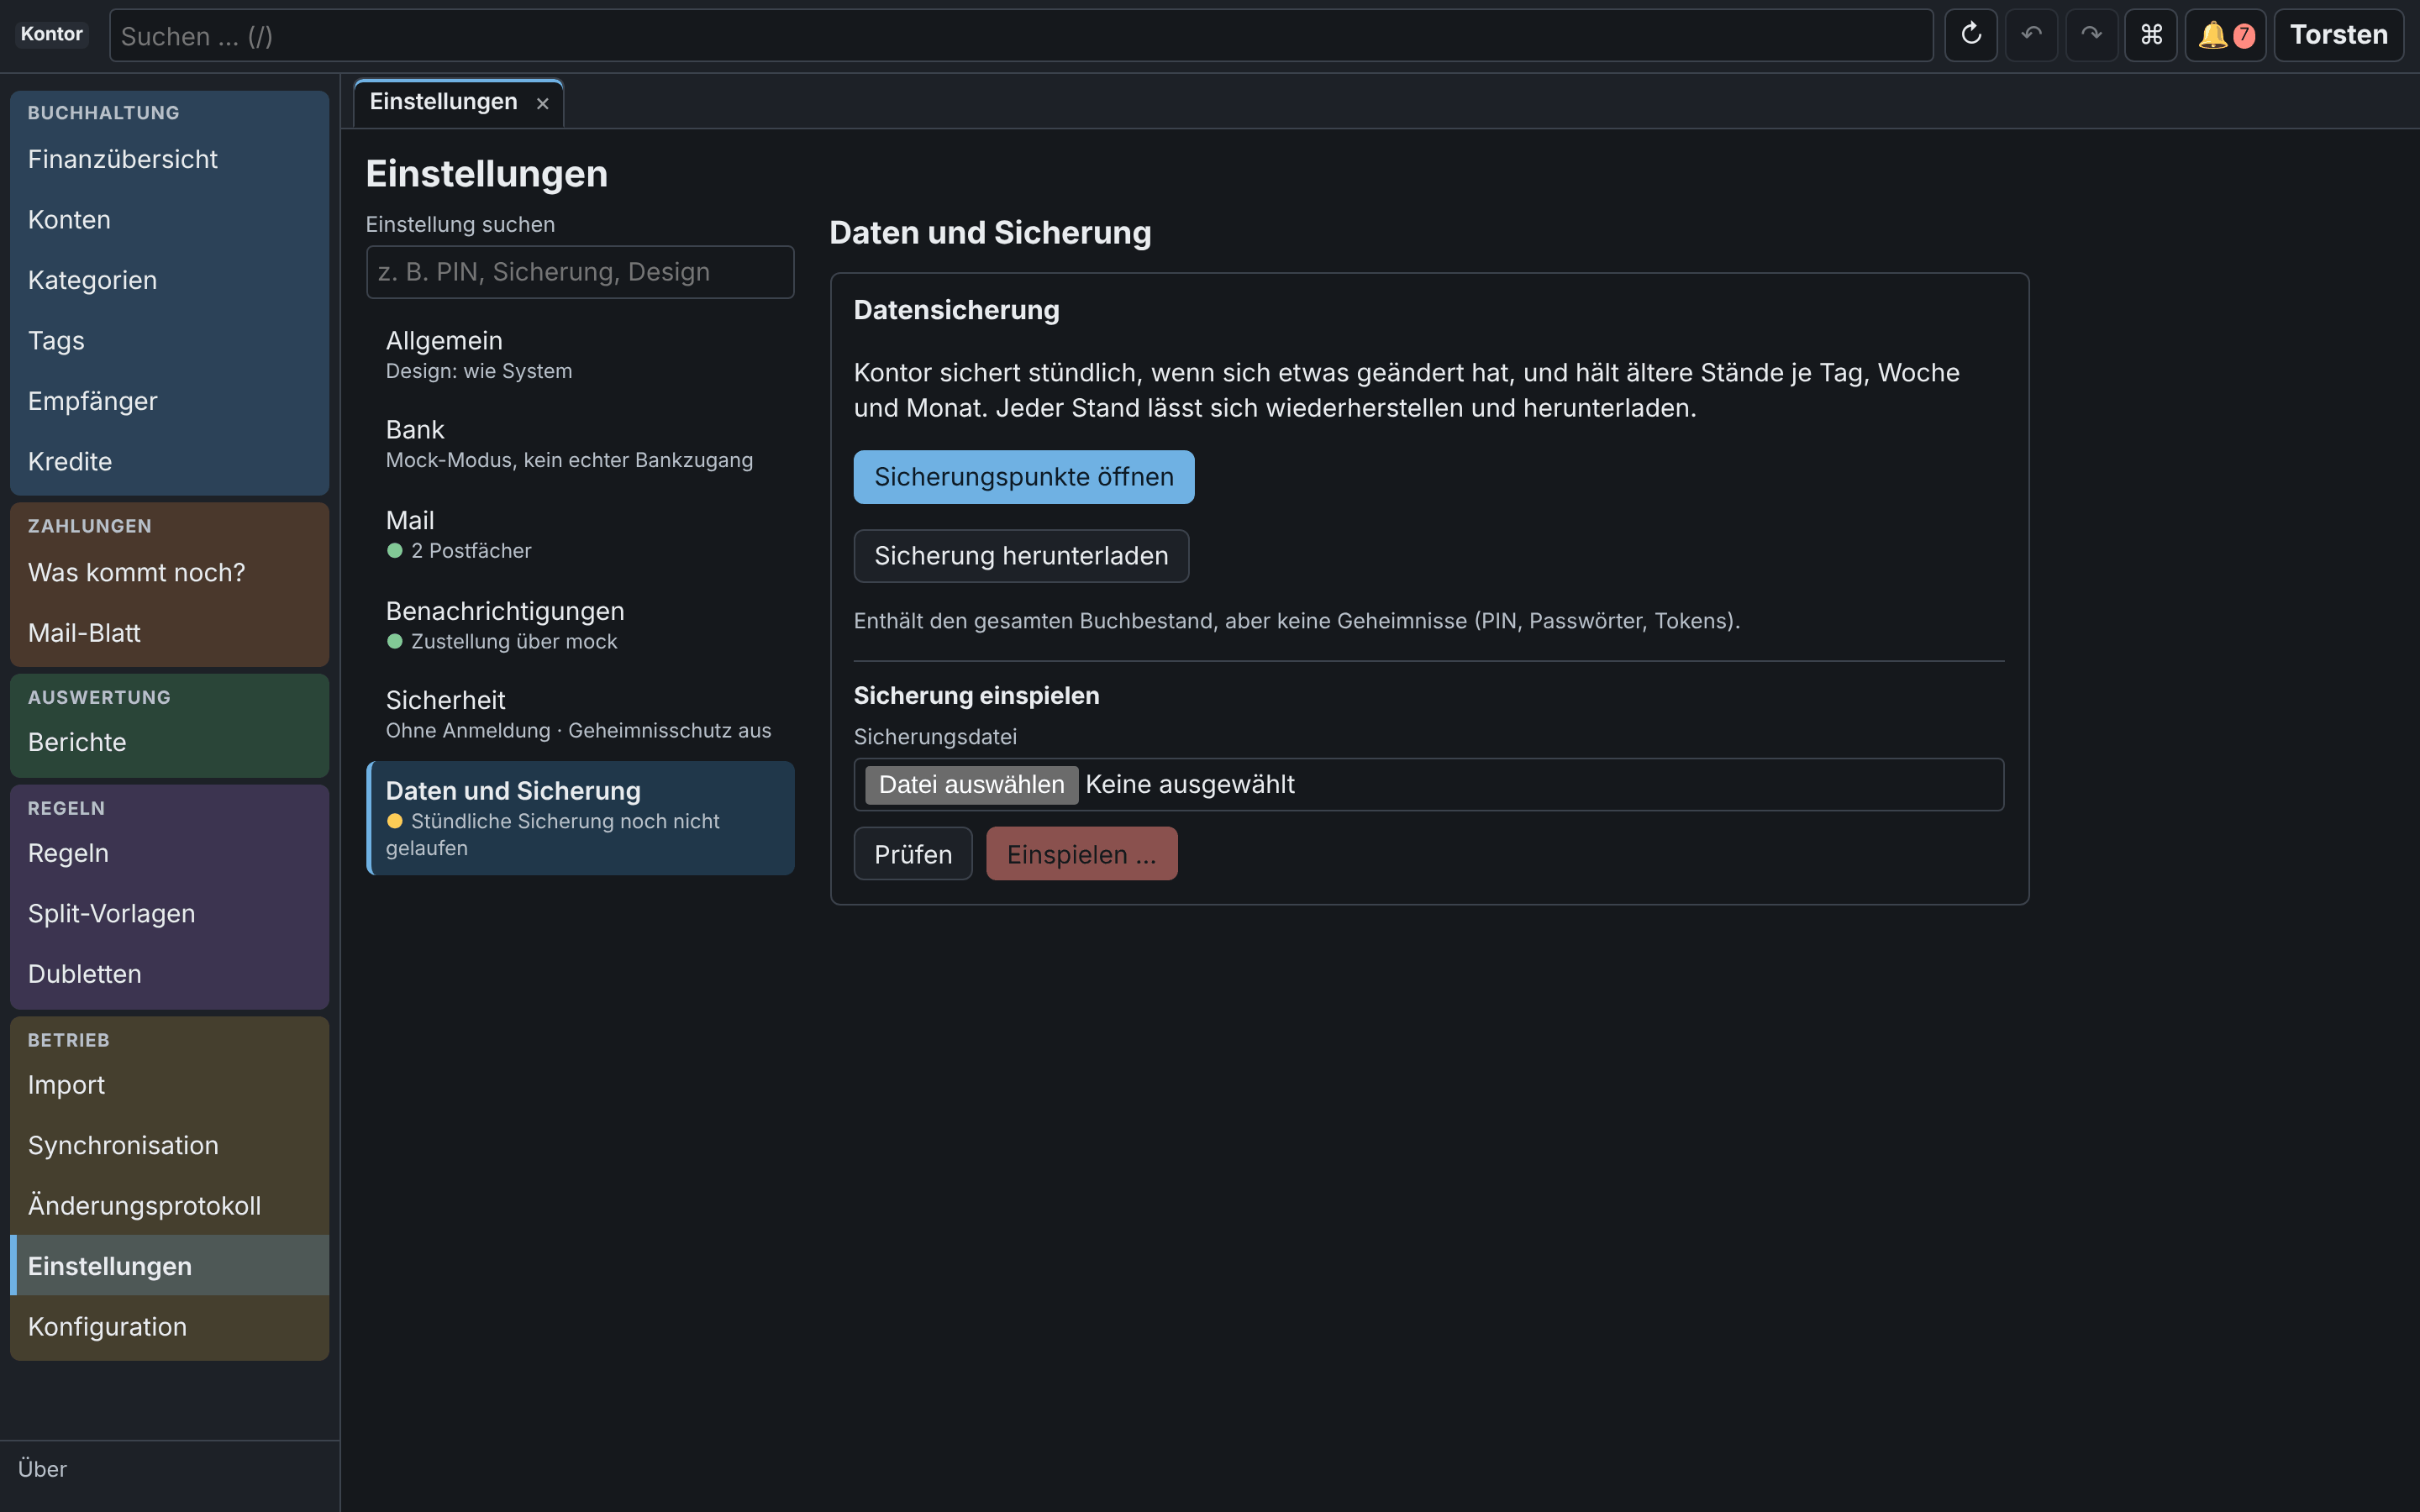 Kontor
Suchen ... (/)
7
Torsten
BUCHHALTUNG
Finanzübersicht
Konten
Kategorien
Tags
Empfänger
Kredite
ZAHLUNGEN
Was kommt noch?
Mail-Blatt
AUSWERTUNG
Berichte
REGELN
Regeln
Split-Vorlagen
Dubletten
BETRIEB
Import
Synchronisation
Änderungsprotokoll
Einstellungen
Konfiguration
Über
Einstellungen ×
Einstellungen
Einstellung suchen
z. B. PIN, Sicherung, Design
Allgemein
Design: wie System
Bank
Mock-Modus, kein echter Bankzugang
Mail
2 Postfächer
Benachrichtigungen
Zustellung über mock
Sicherheit
Ohne Anmeldung · Geheimnisschutz aus
Daten und Sicherung
Stündliche Sicherung noch nicht
gelaufen
Daten und Sicherung
Datensicherung
Kontor sichert stündlich, wenn sich etwas geändert hat, und hält ältere Stände je Tag, Woche
und Monat. Jeder Stand lässt sich wiederherstellen und herunterladen.
Sicherungspunkte öffnen
Sicherung herunterladen
Enthält den gesamten Buchbestand, aber keine Geheimnisse (PIN, Passwörter, Tokens).
Sicherung einspielen
Sicherungsdatei
Datei auswählen Keine ausgewählt
Prüfen
Einspielen ...